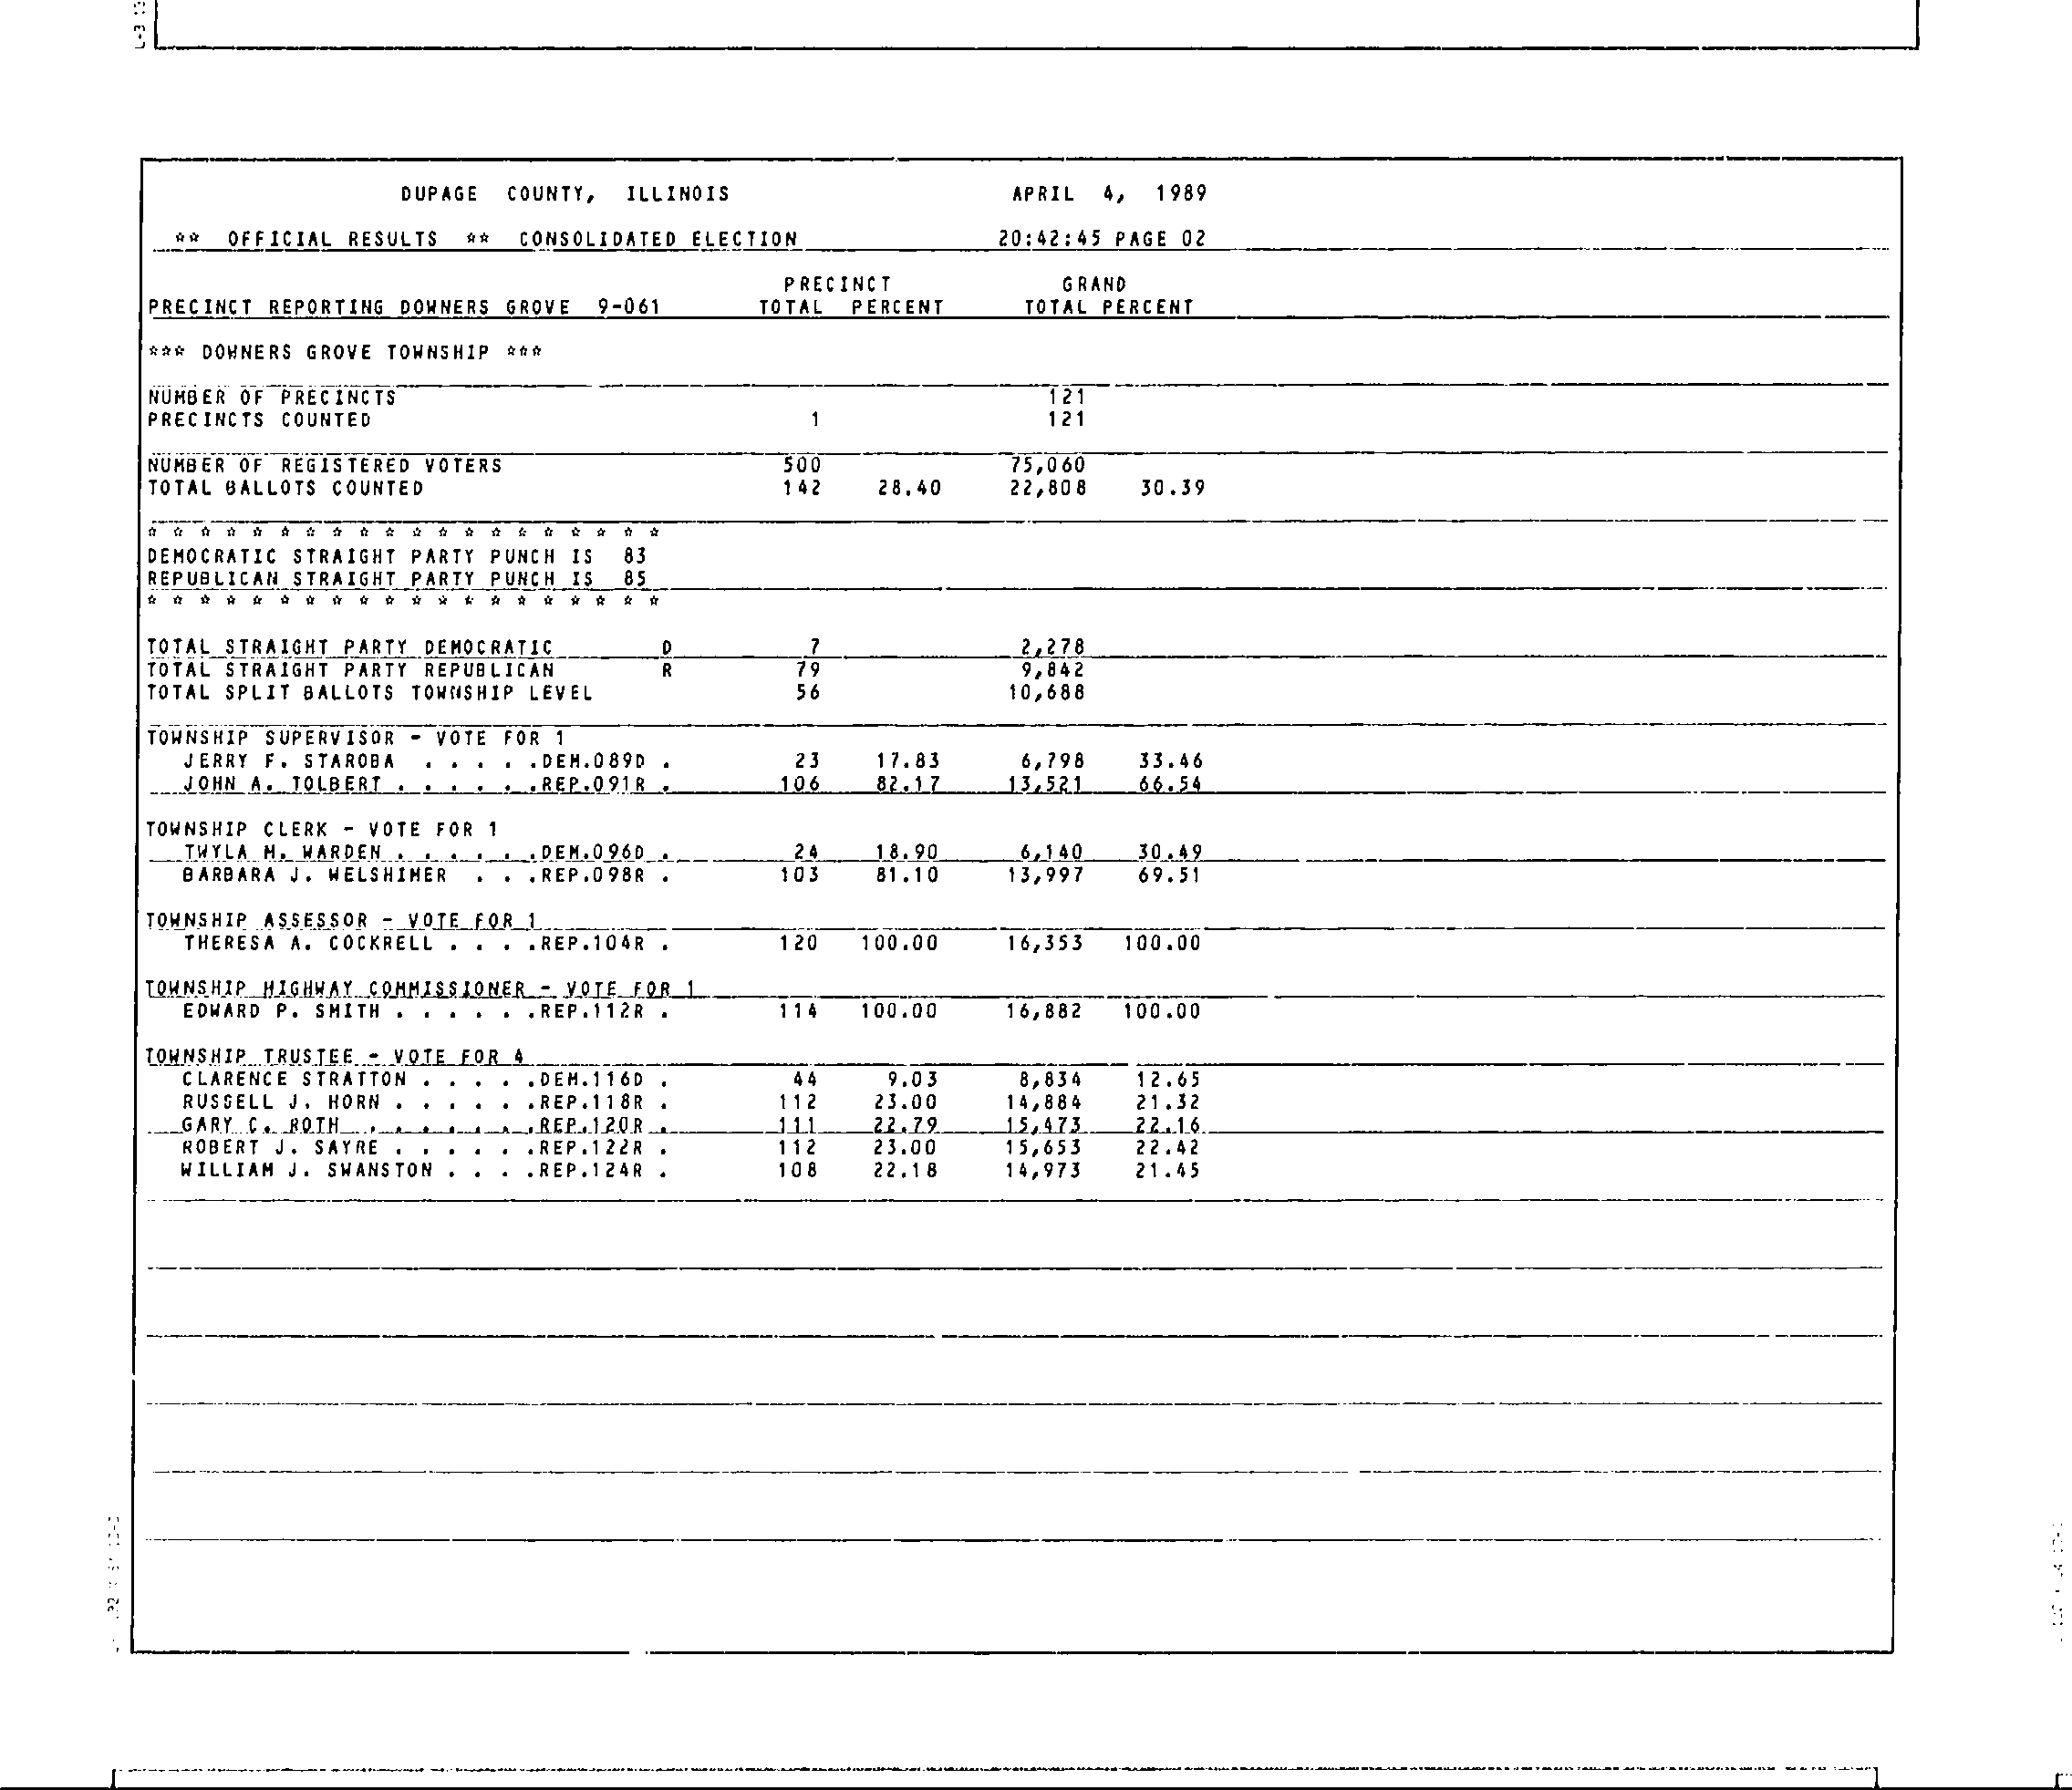 DUPAGE COUNTY, ILLINOIS APRIL 4, 1989
** OFFICIAL RESULTS ** CONSOLIDATED ELECTION 20:42:45 PAGE 02
PRECINCT GRAND
PRECINCT REPORTING DOWNERS GROVE 9-061 TOTAL PERCENT TOTAL PERCENT
*** DOWNERS GROVE TOWNSHIP ***
NUMBER OF PRECINCTS 121
PRECINCTS COUNTED 1 121
NUMBER OF REGISTERED VOTERS 500 75,060
TOTAL BALLOTS COUNTED 142 28.40 22,808 30.39
* * * * * * * * * * * * * * * * * * * *
DEMOCRATIC STRAIGHT PARTY PUNCH IS 83
REPUBLICAN STRAIGHT PARTY PUNCH IS 85
* * * * * * * * * * * * * * * * * * * *
TOTAL STRAIGHT PARTY DEMOCRATIC D 7 2,278
TOTAL STRAIGHT PARTY REPUBLICAN R 79 9,842
TOTAL SPLIT BALLOTS TOWNSHIP LEVEL 56 10,688
TOWNSHIP SUPERVISOR - VOTE FOR 1
JERRY F. STAROBA . . . . .DEM.089D . 23 17.83 6,798 33.46
JOHN A. TOLBERT . . . . . .REP.091R . 106 82.17 13,521 66.54
TOWNSHIP CLERK - VOTE FOR 1
TWYLA M. WARDEN . . . . . .DEM.096D . 24 18.90 6,140 30.49
BARBARA J. WELSHIMER . . .REP.098R . 103 81.10 13,997 69.51
TOWNSHIP ASSESSOR - VOTE FOR 1
THERESA A. COCKRELL . . . .REP.104R . 120 100.00 16,353 100.00
TOWNSHIP HIGHWAY COMMISSIONER - VOTE FOR 1
EDWARD P. SMITH . . . . . .REP.112R . 114 100.00 16,882 100.00
TOWNSHIP TRUSTEE - VOTE FOR 4
CLARENCE STRATTON . . . . .DEM.116D . 44 9.03 8,834 12.65
RUSSELL J. HORN . . . . . .REP.118R . 112 23.00 14,884 21.32
GARY C. ROTH . . . . . . .REP.120R . 111 22.79 15,473 22.16
ROBERT J. SAYRE . . . . . .REP.122R . 112 23.00 15,653 22.42
WILLIAM J. SWANSTON . . . .REP.124R . 108 22.18 14,973 21.45